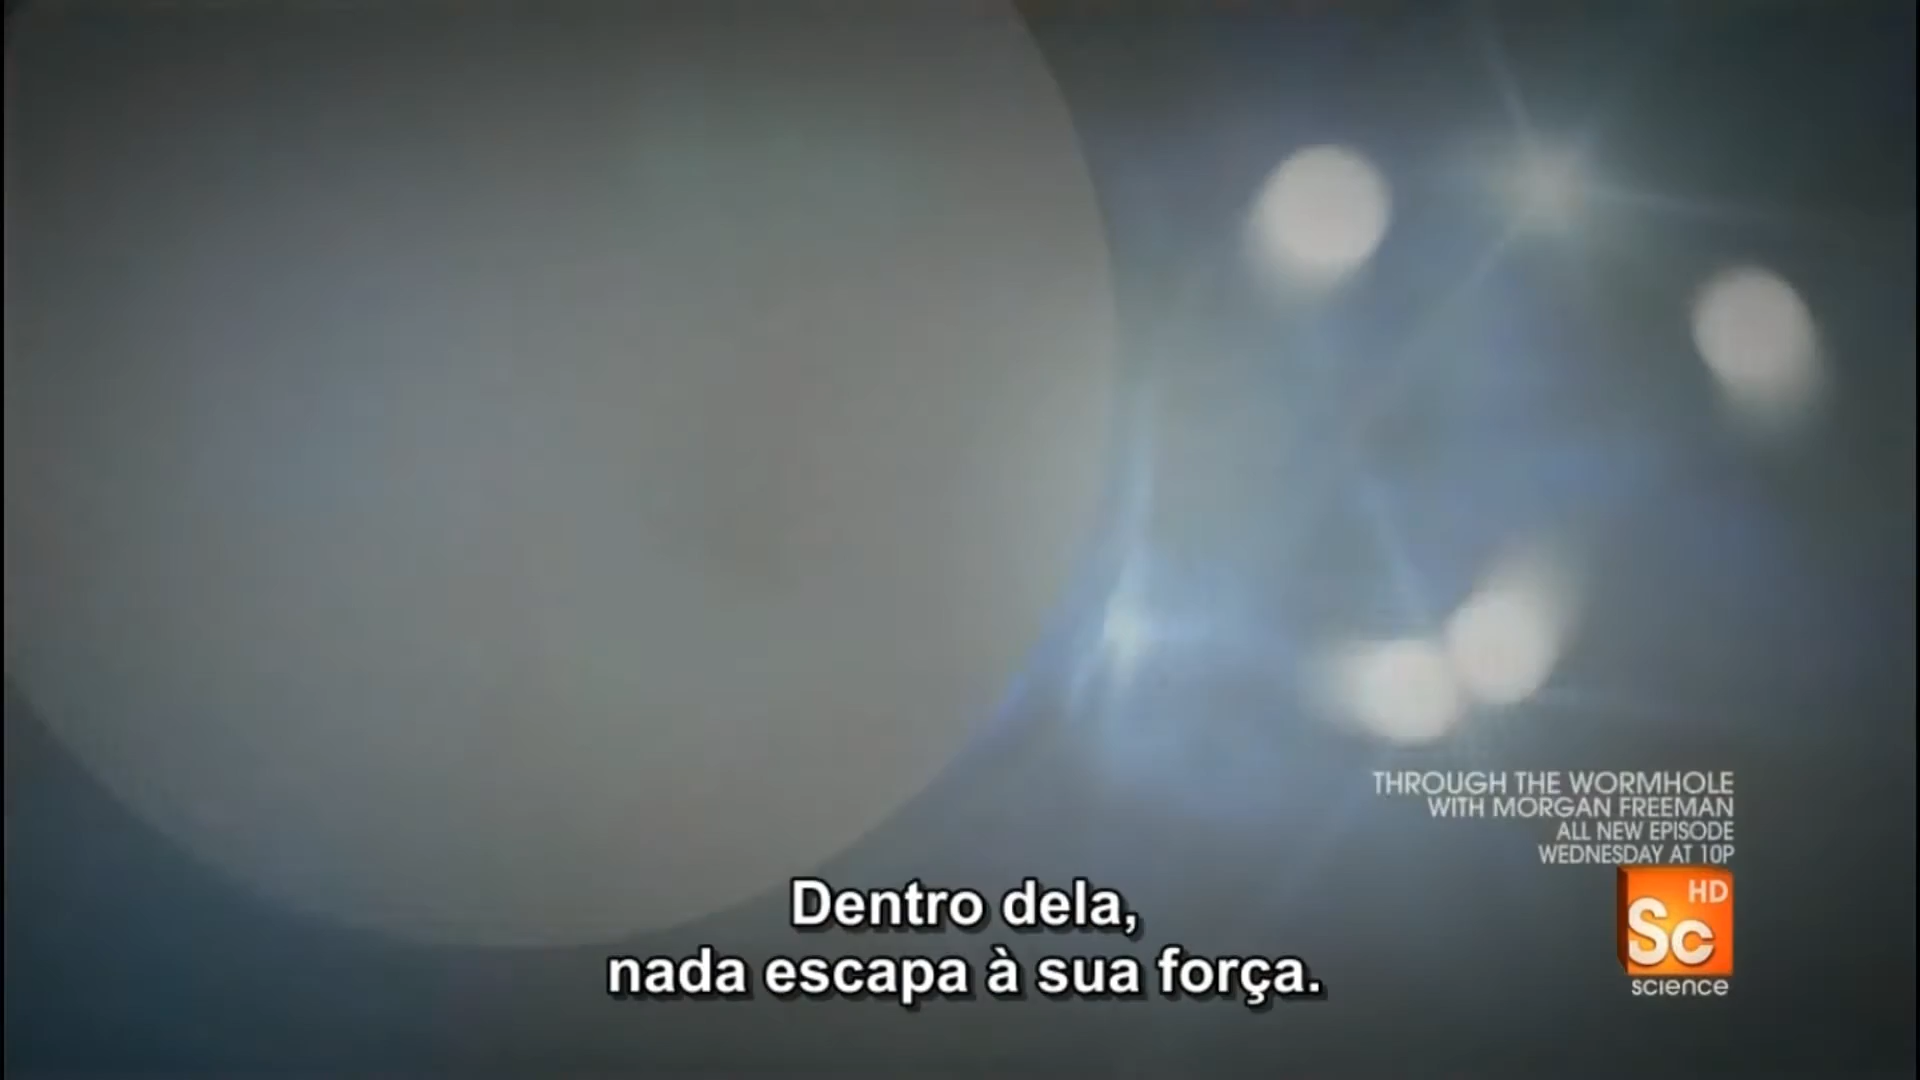 THROUGH THE WORMHOLE
WITH MORGAN FREEMAN
ALL NEW EPISODE
WEDNESDAY AT 10P
HD
Sc
science
Dentro dela,
nada escapa à sua força.